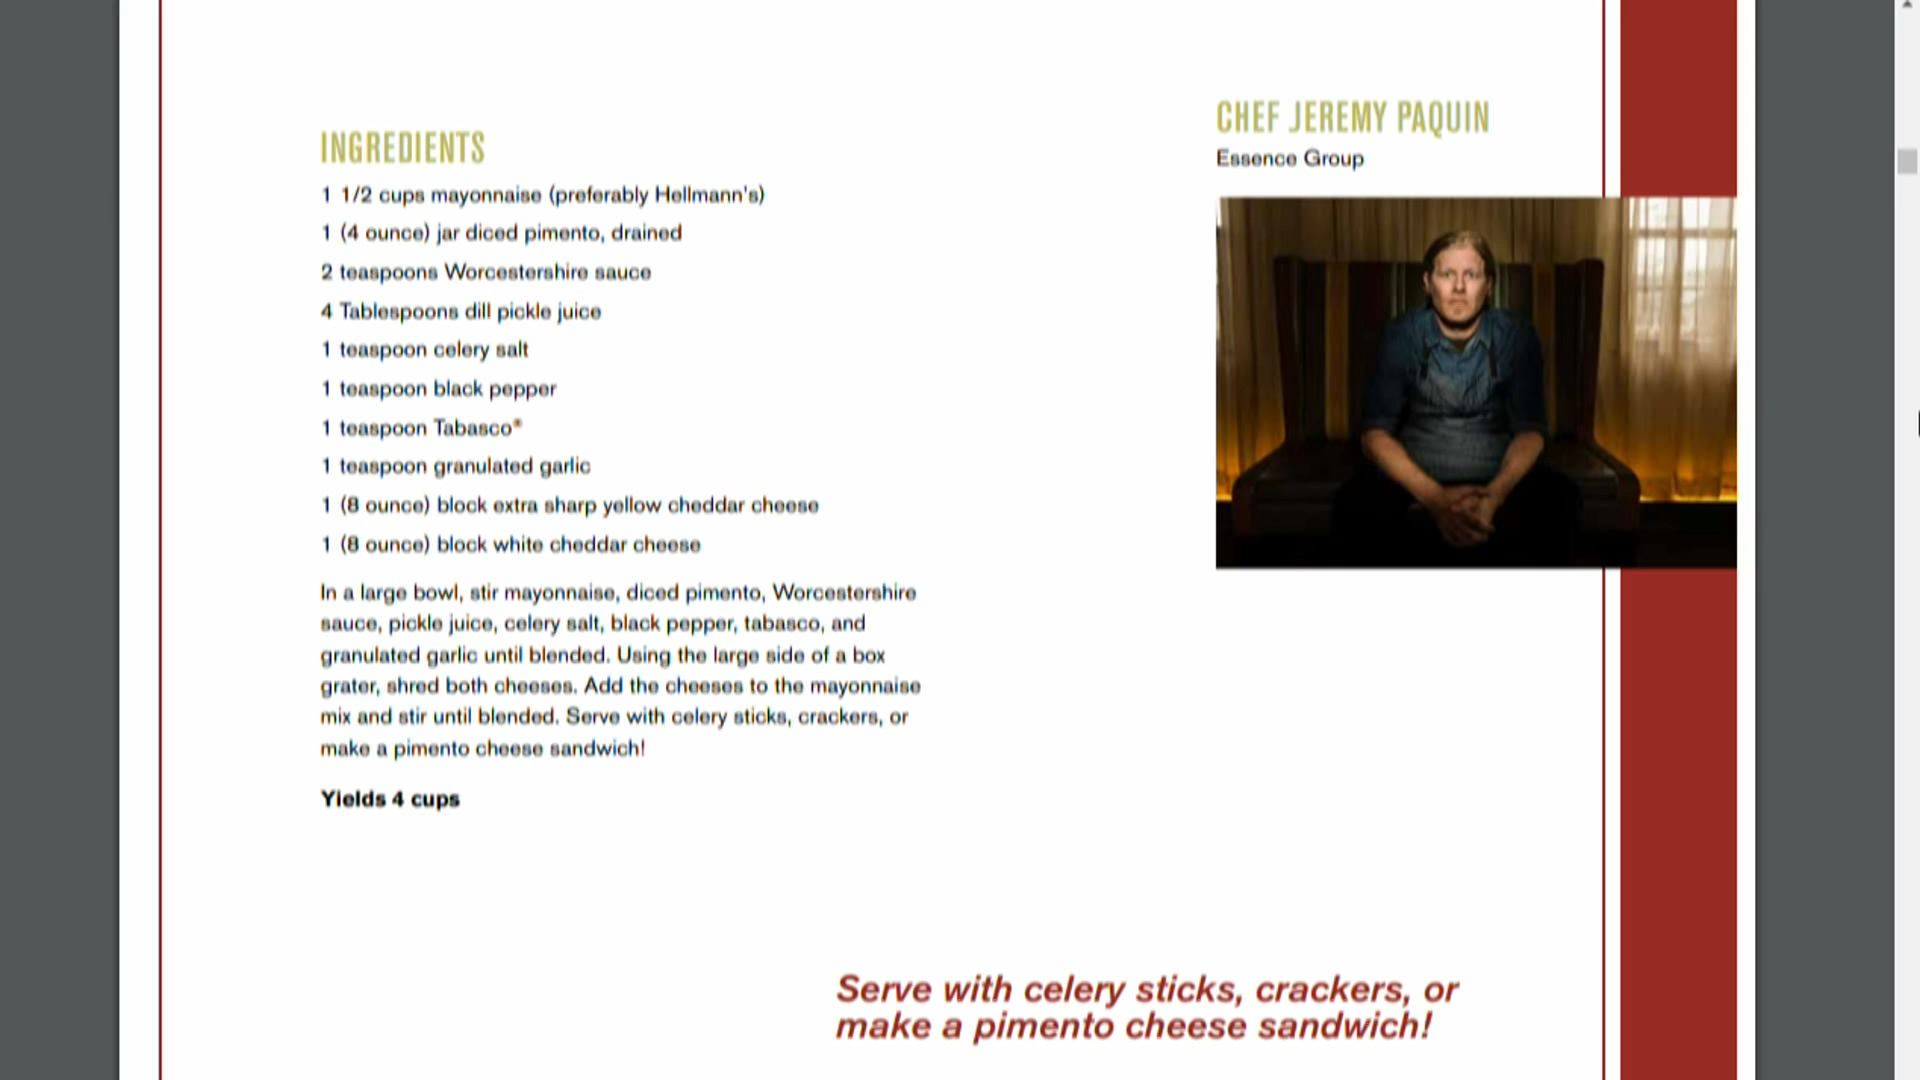 INGREDIENTS
1 1/2 cups mayonnaise (preferably Hellmann's)
1 (4 ounce) jar diced pimento, drained
2 teaspoons Worcestershire sauce
4 Tablespoons dill pickle juice
1 teaspoon celery salt
1 teaspoon black pepper
1 teaspoon Tabasco®
1 teaspoon granulated garlic
1 (8 ounce) block extra sharp yellow cheddar cheese
1 (8 ounce) block white cheddar cheese
In a large bowl, stir mayonnaise, diced pimento, Worcestershire
sauce, pickle juice, celery salt, black pepper, tabasco, and
granulated garlic until blended. Using the large side of a box
grater, shred both cheeses. Add the cheeses to the mayonnaise
mix and stir until blended. Serve with celery sticks, crackers, or
make a pimento cheese sandwich!
Yields 4 cups
CHEF JEREMY PAQUIN
Essence Group
Serve with celery sticks, crackers, or
make a pimento cheese sandwich!